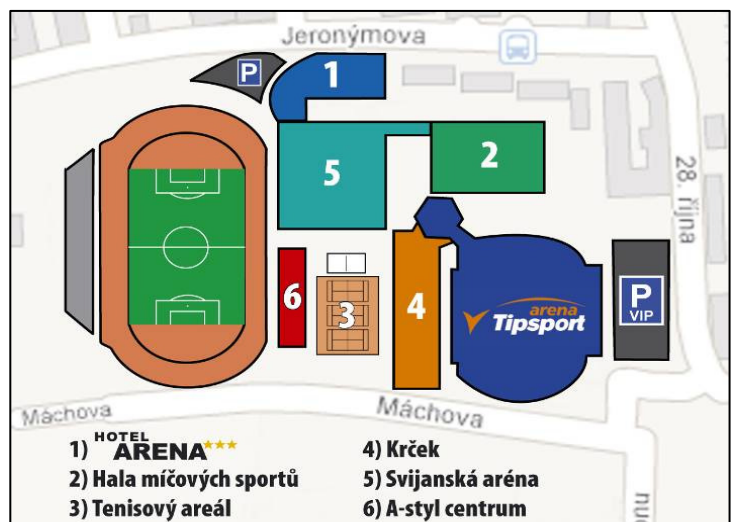 Jeronýmova
P
1
5
2
28. října
6
3
4
arena
Tipsport
P
VIP
Máchova
Máchova
1) HOTEL ARENA
2) Hala míčových sportů
3) Tenisový areál
4) Krček
5) Svijanská aréna
6) A-styl centrum